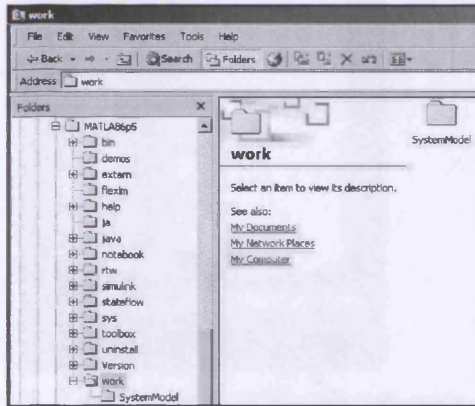 work
File Edit View Favorites Tools Help
Back Search Folders
Address work
Folders
MATLAB6p5
bin
demos
extern
flexlm
help
ja
java
notebook
rtw
simulink
stateflow
sys
toolbox
uninstall
Version
work
SystemModel
work
Select an item to view its description.
See also:
My Documents
My Network Places
My Computer
SystemModel